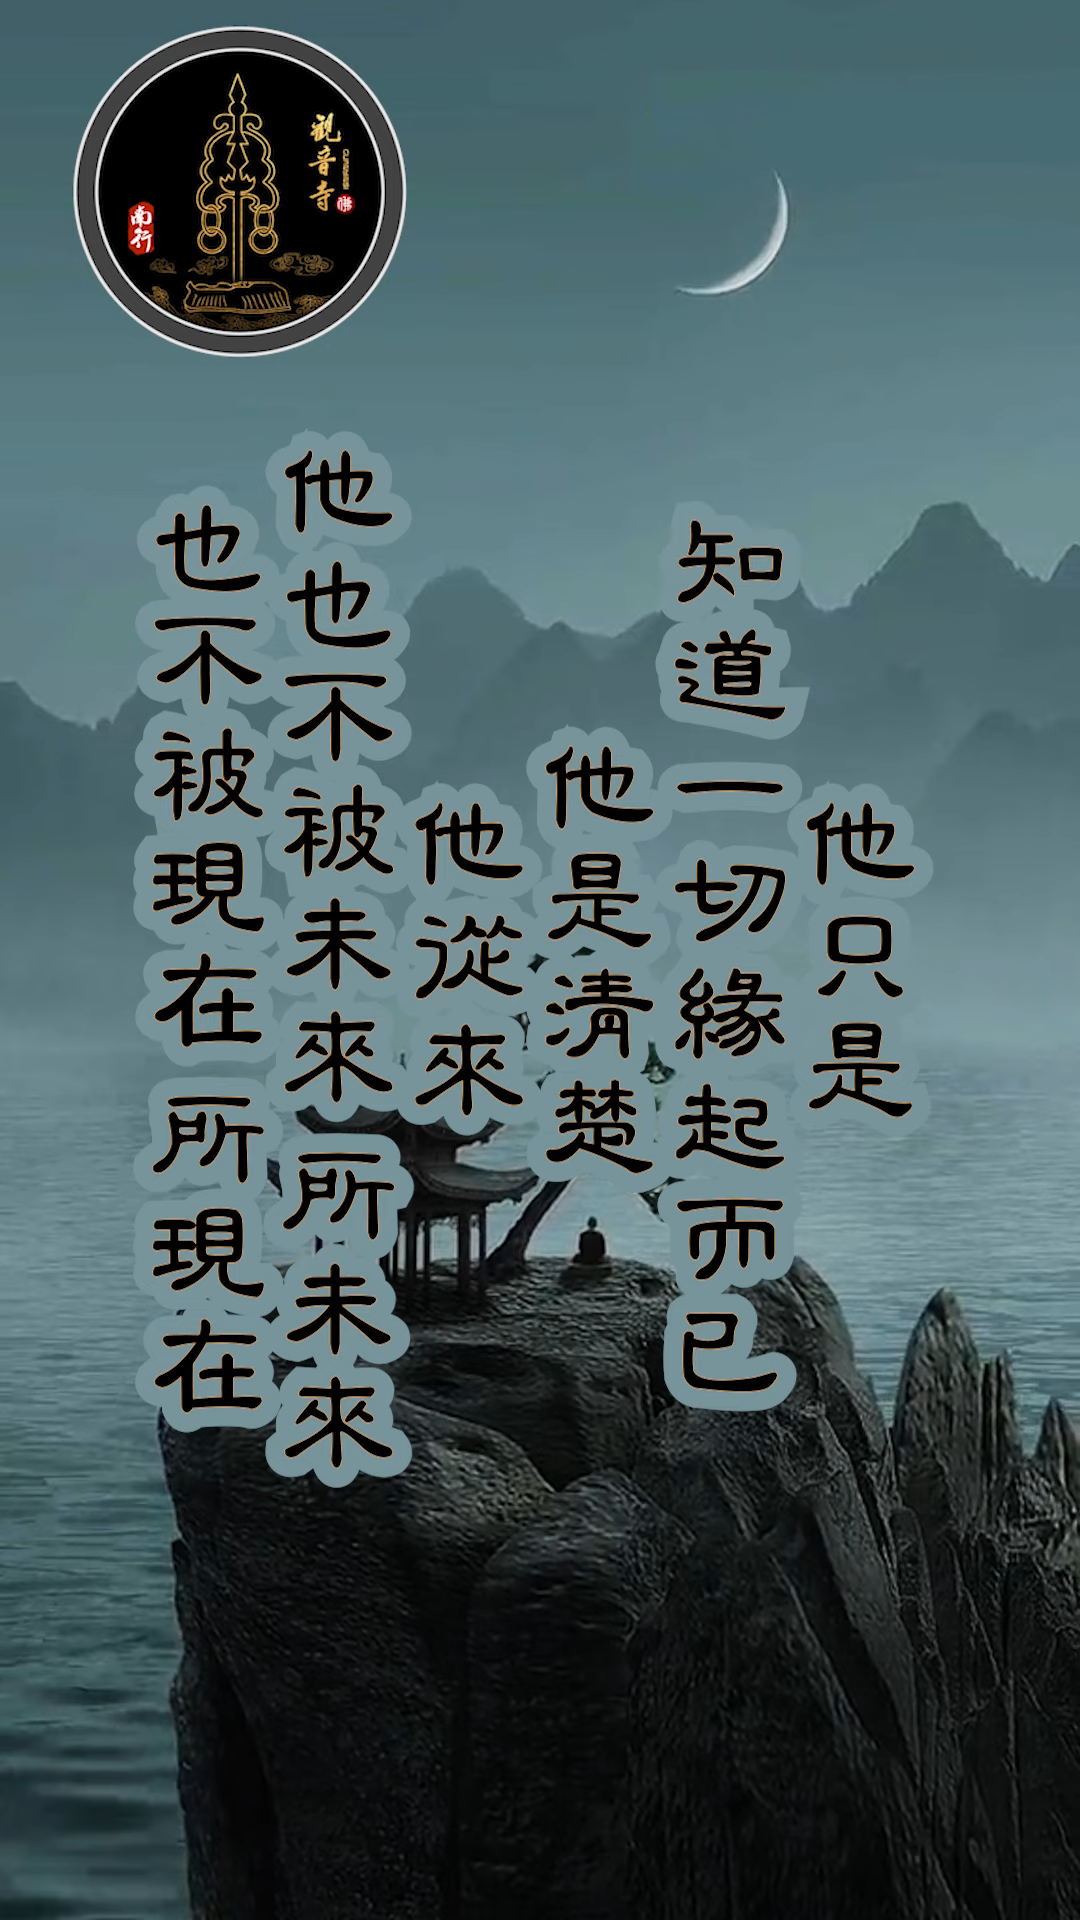 觀音寺
GUANYINSI
佛
南行
他只是
知道一切緣起而已
他是清楚
他從來
他也不被未來所未來
也不被現在所現在